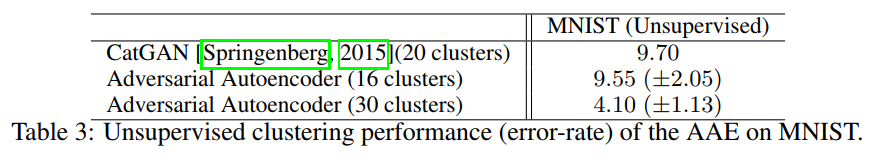 MNIST (Unsupervised)
CatGAN [Springenberg, 2015](20 clusters) 9.70
Adversarial Autoencoder (16 clusters) 9.55 (±2.05)
Adversarial Autoencoder (30 clusters) 4.10 (±1.13)
Table 3: Unsupervised clustering performance (error-rate) of the AAE on MNIST.